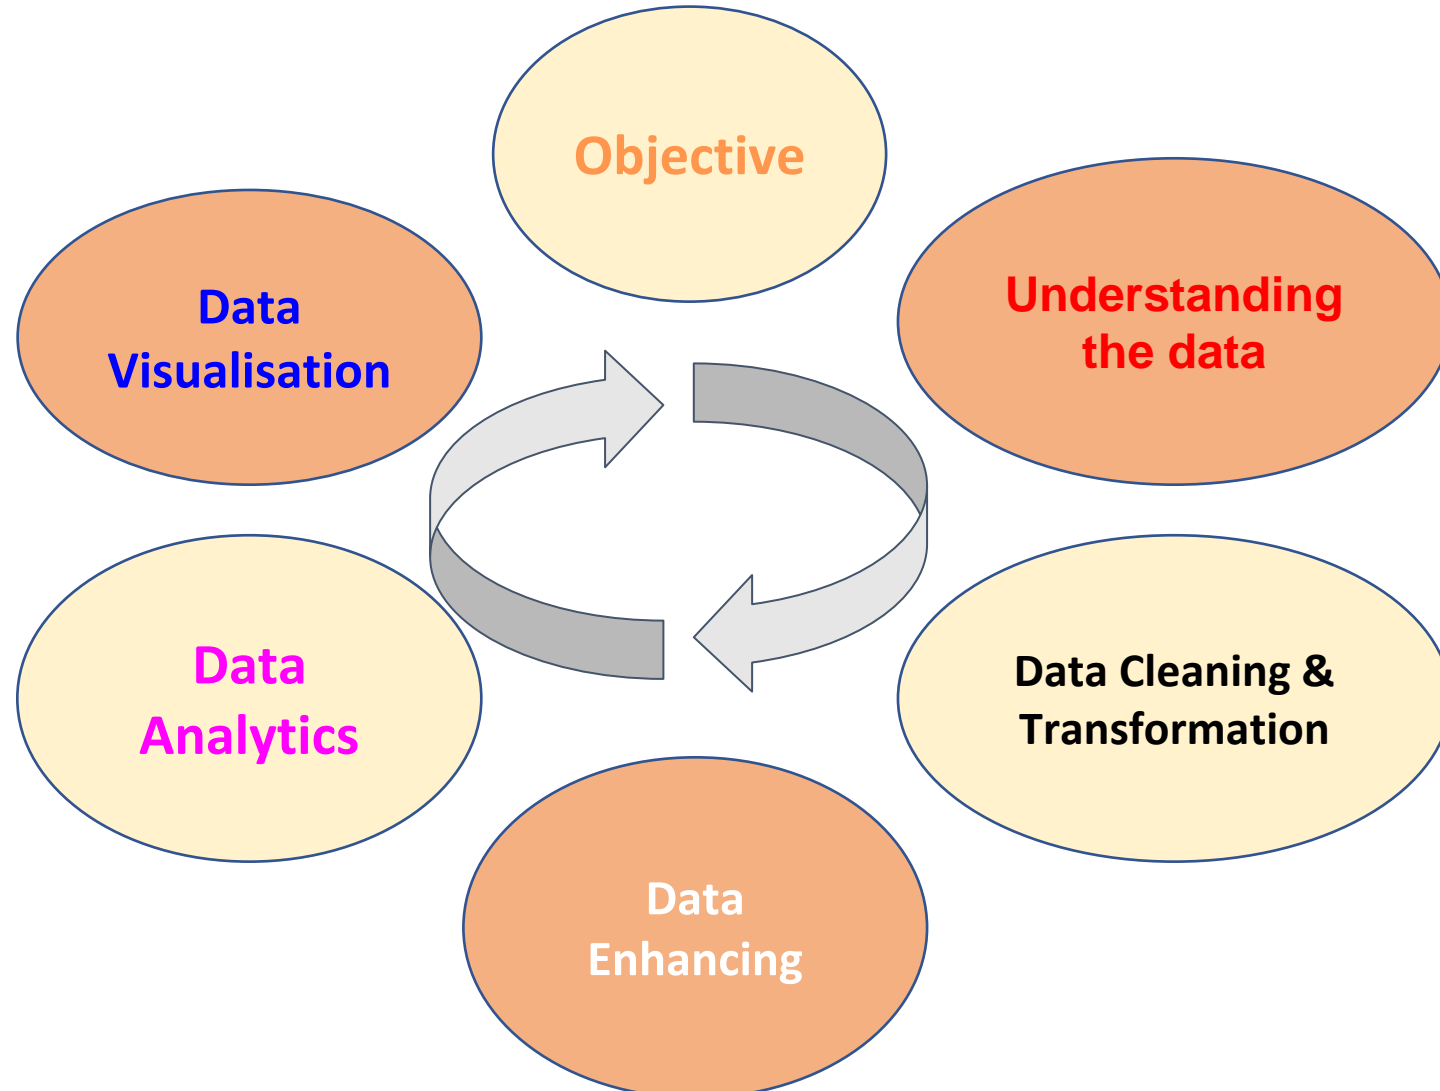 Objective
Understanding
the data
Data Cleaning &
Transformation
Data
Enhancing
Data
Analytics
Data
Visualisation